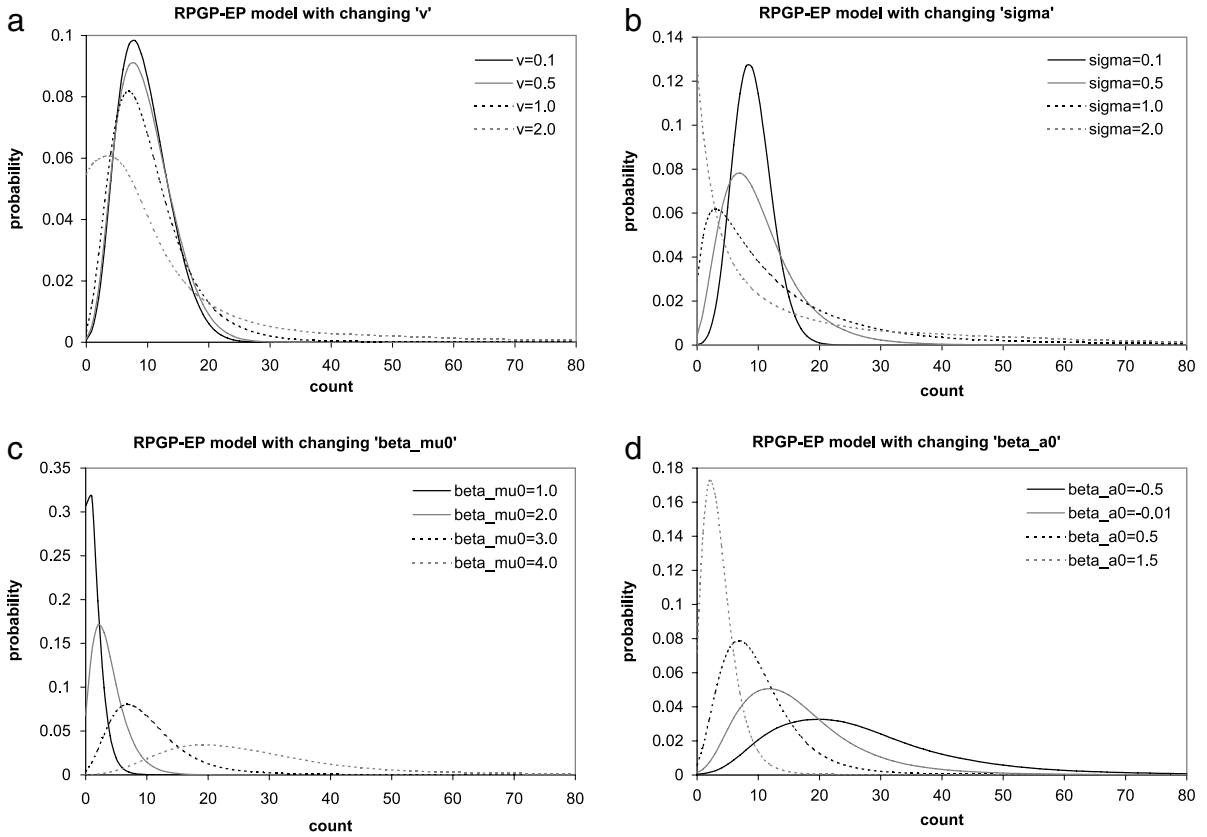 a
RPGP-EP model with changing 'v'
0.1
0.08
0.06
0.04
0.02
0
probability
v=0.1
v=0.5
v=1.0
v=2.0
0 10 20 30 40 50 60 70 80
count
b
RPGP-EP model with changing 'sigma'
0.14
0.12
0.10
0.08
0.06
0.04
0.02
0
probability
sigma=0.1
sigma=0.5
sigma=1.0
sigma=2.0
0 10 20 30 40 50 60 70 80
count
c
RPGP-EP model with changing 'beta_mu0'
0.35
0.3
0.25
0.2
0.15
0.1
0.05
0
probability
beta_mu0=1.0
beta_mu0=2.0
beta_mu0=3.0
beta_mu0=4.0
0 10 20 30 40 50 60 70 80
count
d
RPGP-EP model with changing 'beta_a0'
0.18
0.16
0.14
0.12
0.10
0.08
0.06
0.04
0.02
0
probability
beta_a0=-0.5
beta_a0=-0.01
beta_a0=0.5
beta_a0=1.5
0 10 20 30 40 50 60 70 80
count